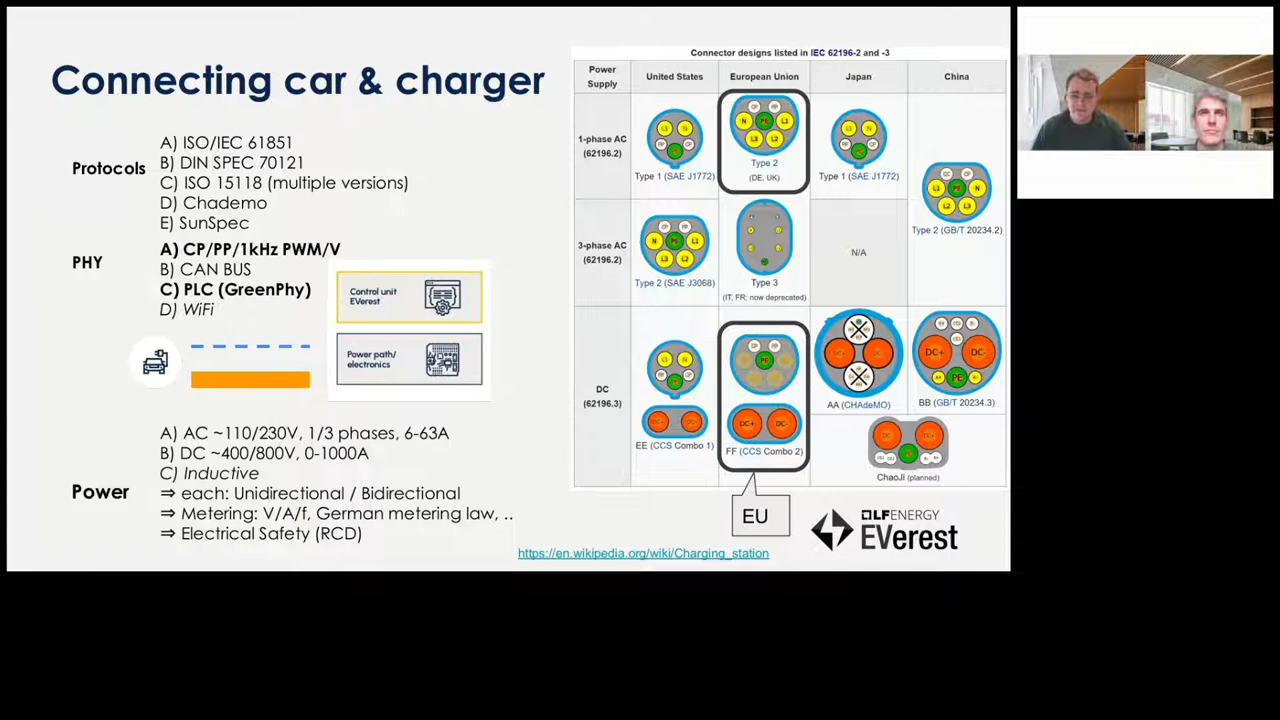 Connecting car & charger
Protocols
A) ISO/IEC 61851
B) DIN SPEC 70121
C) ISO 15118 (multiple versions)
D) Chademo
E) SunSpec
PHY
A) CP/PP/1kHz PWM/V
B) CAN BUS
C) PLC (GreenPhy)
D) WiFi
Control unit
EVerest
Power path/
electronics
Power
A) AC ~110/230V, 1/3 phases, 6-63A
B) DC ~400/800V, 0-1000A
C) Inductive
⇒ each: Unidirectional / Bidirectional
⇒ Metering: V/A/f, German metering law, ..
⇒ Electrical Safety (RCD)
Connector designs listed in IEC 62196-2 and -3
Power
Supply
United States
European Union
Japan
China
1-phase AC
(62196.2)
Type 1 (SAE J1772)
Type 2
(DE, UK)
Type 1 (SAE J1772)
Type 2 (GB/T 20234.2)
3-phase AC
(62196.2)
Type 2 (SAE J3068)
Type 3
(IT, FR; now deprecated)
N/A
DC
(62196.3)
EE (CCS Combo 1)
DC+ DC-
FF (CCS Combo 2)
AA (CHAdeMO)
DC+ DC-
PE
BB (GB/T 20234.3)
ChaoJi (planned)
EU
https://en.wikipedia.org/wiki/Charging_station
LFENERGY
EVerest